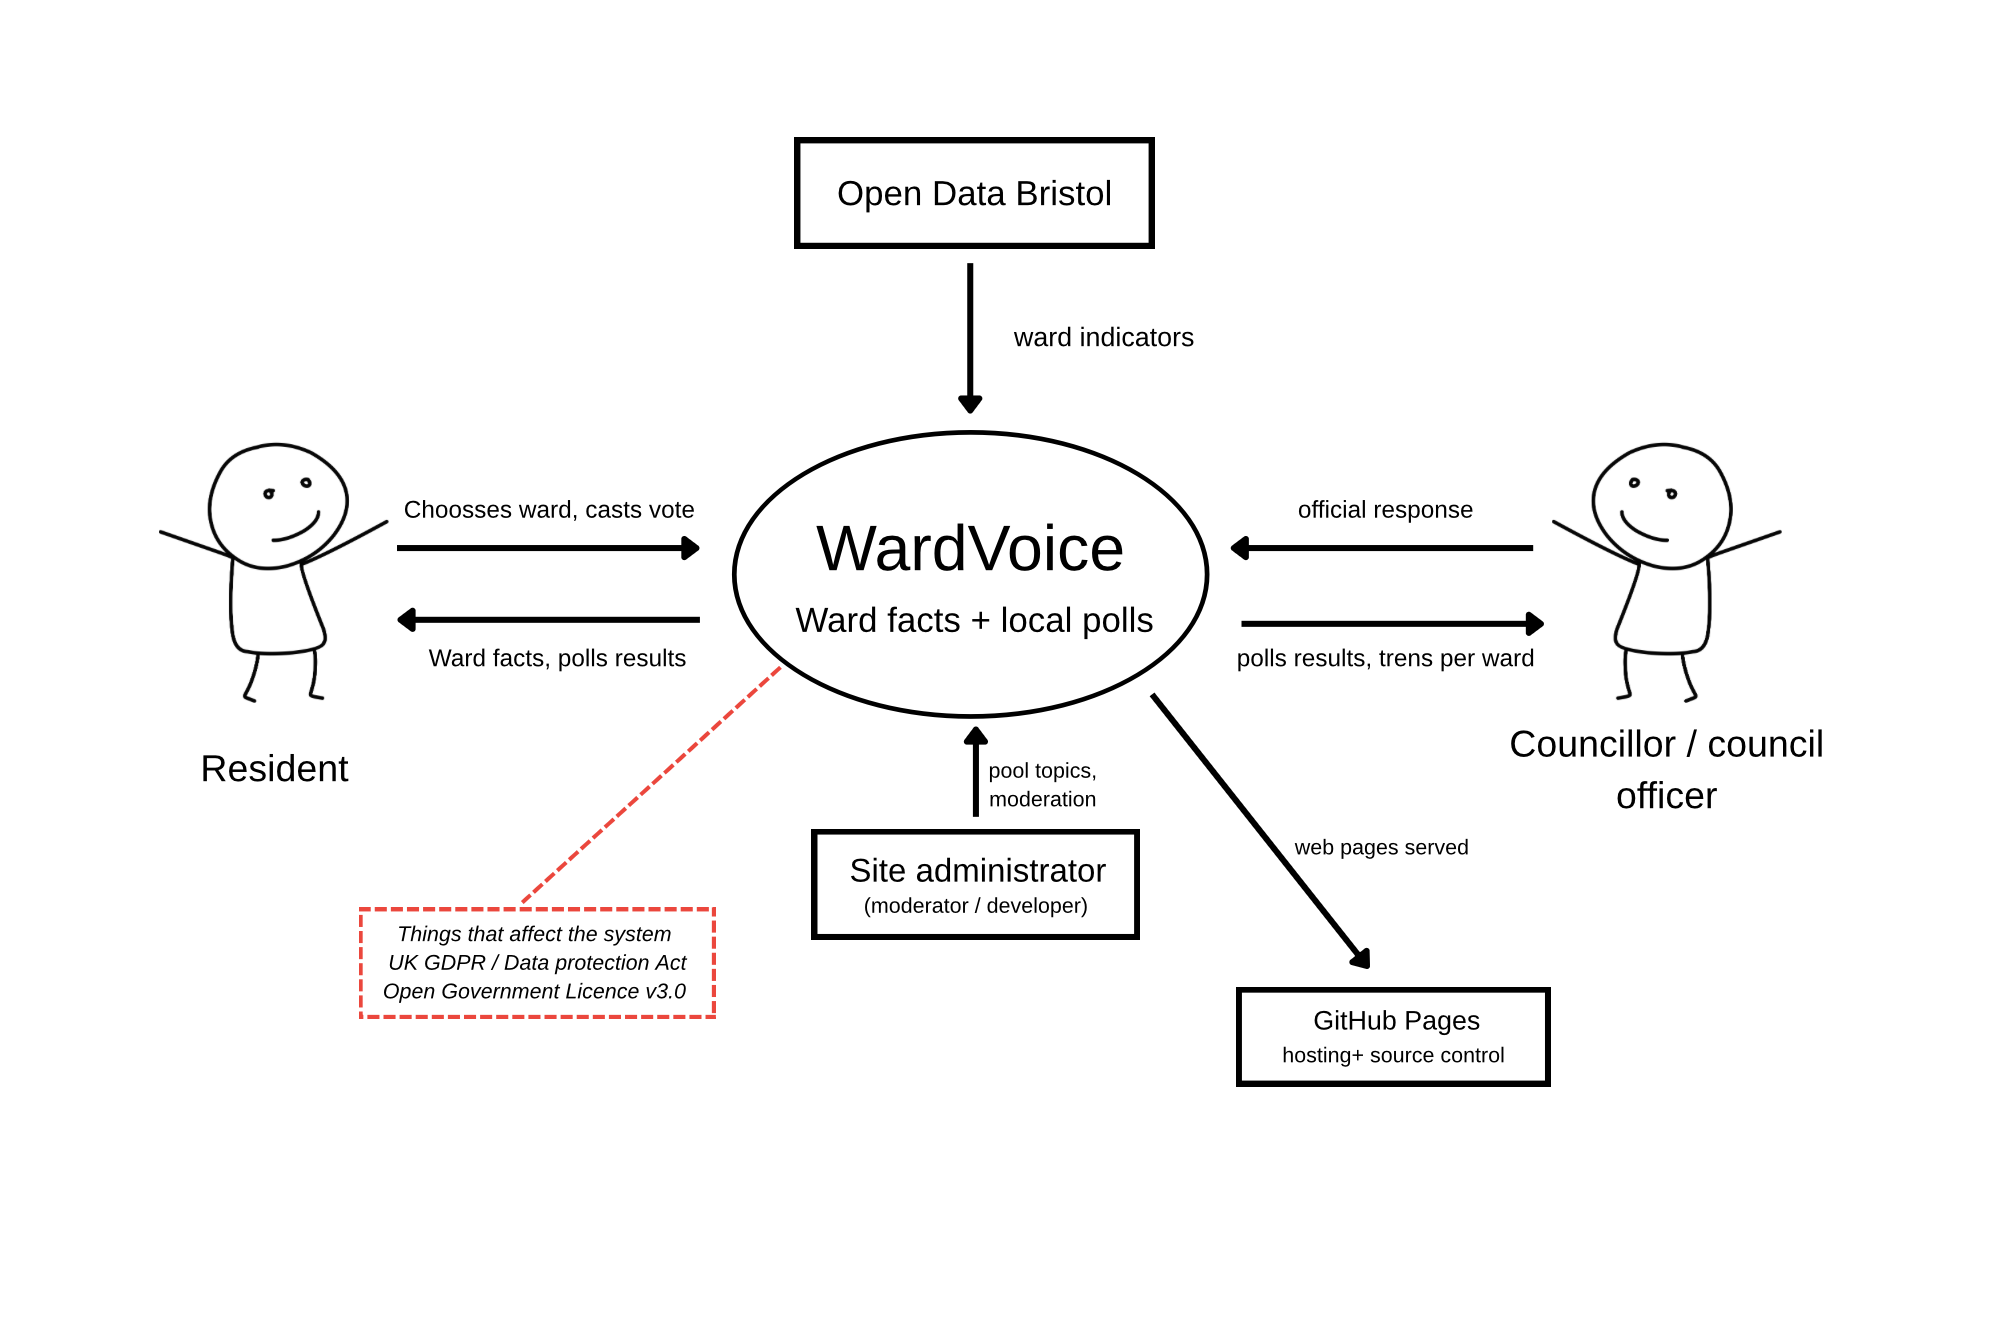 Open Data Bristol
ward indicators
Choosses ward, casts vote
official response
WardVoice
Ward facts + local polls
Ward facts, polls results
polls results, trens per ward
Resident
Councillor / council
officer
pool topics,
moderation
web pages served
Site administrator
(moderator / developer)
Things that affect the system
UK GDPR / Data protection Act
Open Government Licence v3.0
GitHub Pages
hosting+ source control